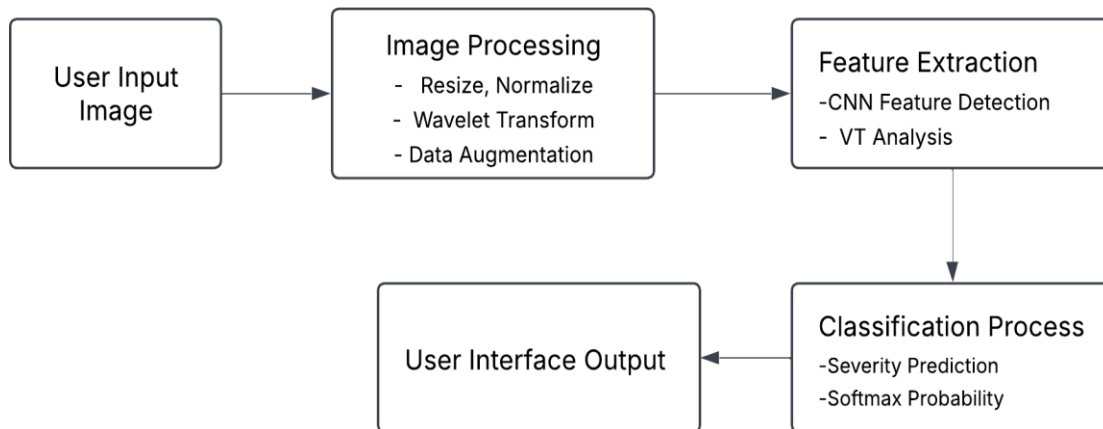 User Input
Image
Image Processing
- Resize, Normalize
- Wavelet Transform
- Data Augmentation
Feature Extraction
-CNN Feature Detection
- VT Analysis
Classification Process
-Severity Prediction
-Softmax Probability
User Interface Output